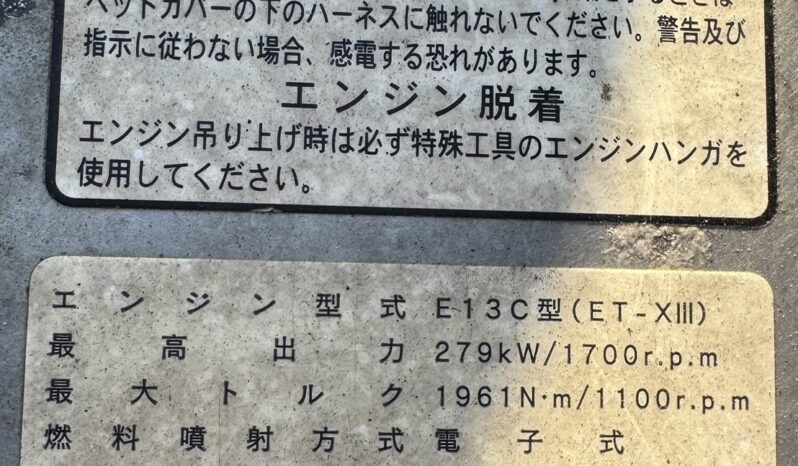 ヘッドカバーの下のハーネスに触れないでください。警告及び
指示に従わない場合、感電する恐れがあります。
エンジン脱着
エンジン吊り上げ時は必ず特殊工具のエンジンハンガを
使用してください。
エンジン型式 E13C型(ET-XIII)
最高出力 279kW/1700r.p.m
最大トルク 1961N·m/1100r.p.m
燃料噴射方式 電子式